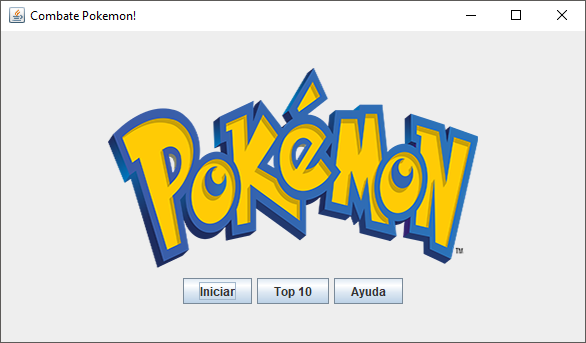 Combate Pokemon!
POKéMON
TM
Iniciar Top 10 Ayuda